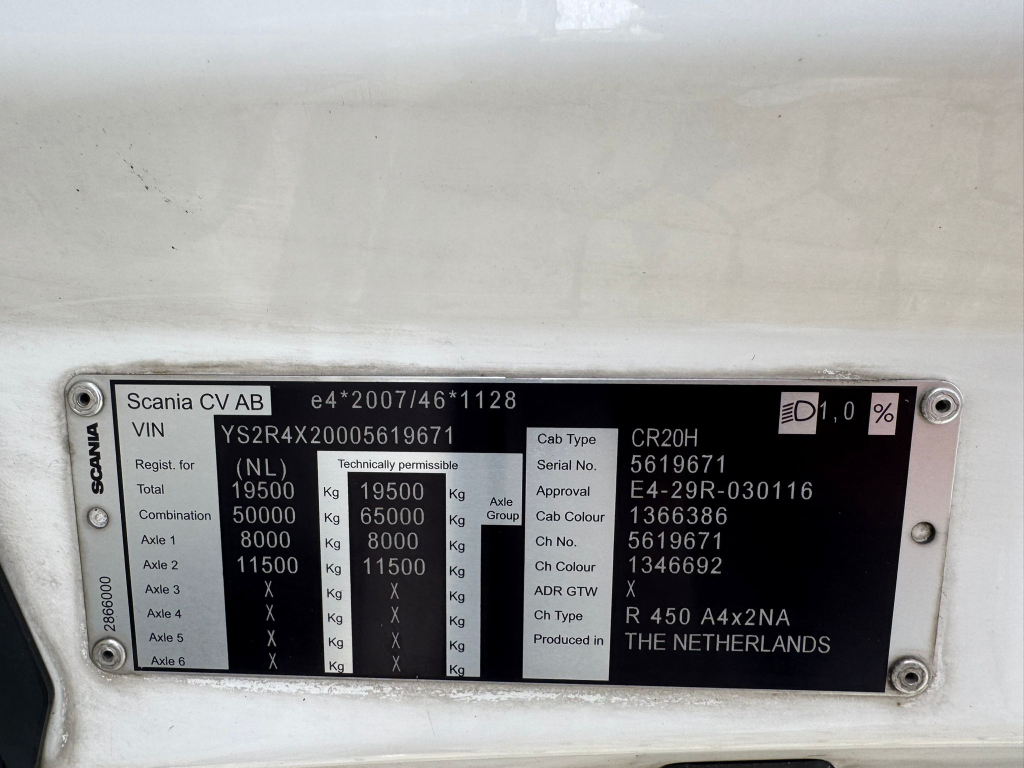 Scania CV AB e4*2007/46*1128 1,0 %
SCANIA
2866000
VIN YS2R4X20005619671
Regist. for (NL) Technically permissible
Total 19500 Kg 19500 Kg Axle Group
Combination 50000 Kg 65000 Kg
Axle 1 8000 Kg 8000 Kg
Axle 2 11500 Kg 11500 Kg
Axle 3 X Kg X Kg
Axle 4 X Kg X Kg
Axle 5 X Kg X Kg
Axle 6 X Kg X Kg
Cab Type CR20H
Serial No. 5619671
Approval E4-29R-030116
Cab Colour 1366386
Ch No. 5619671
Ch Colour 1346692
ADR GTW X
Ch Type R 450 A4x2NA
Produced in THE NETHERLANDS